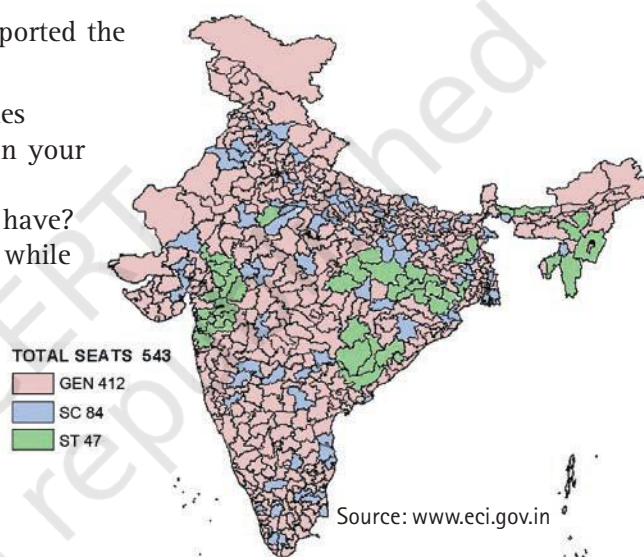 ported the
es
n your
have?
while
TOTAL SEATS 543
GEN 412
SC 84
ST 47
Source: www.eci.gov.in